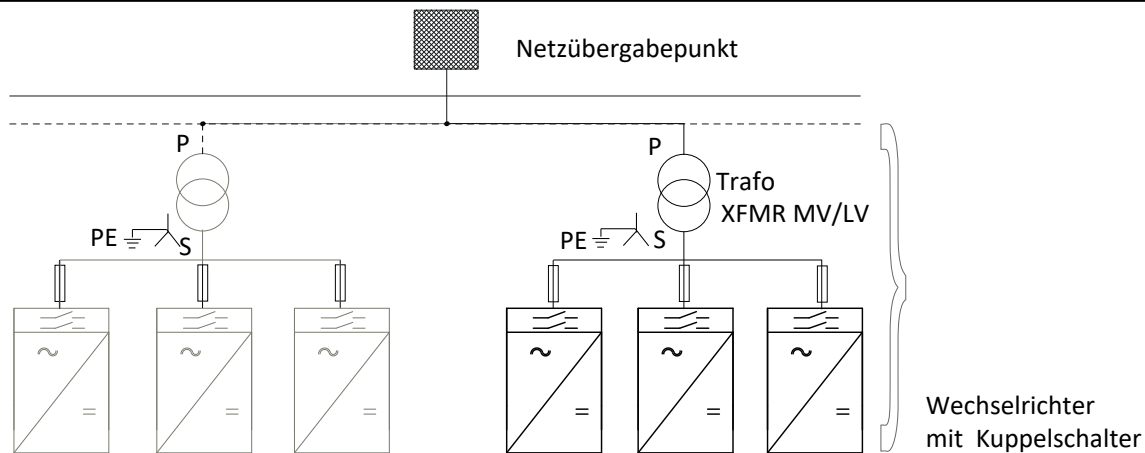 Netzübergabepunkt
P
P
Trafo
XFMR MV/LV
PE
S
PE
S
Wechselrichter
mit Kuppelschalter